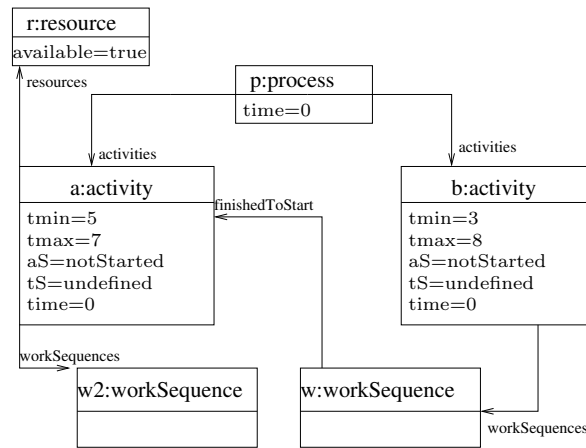 r:resource
available=true
resources
p:process
time=0
activities
activities
a:activity
tmin=5
tmax=7
aS=notStarted
tS=undefined
time=0
finishedToStart
b:activity
tmin=3
tmax=8
aS=notStarted
tS=undefined
time=0
workSequences
w2:workSequence
w:workSequence
workSequences